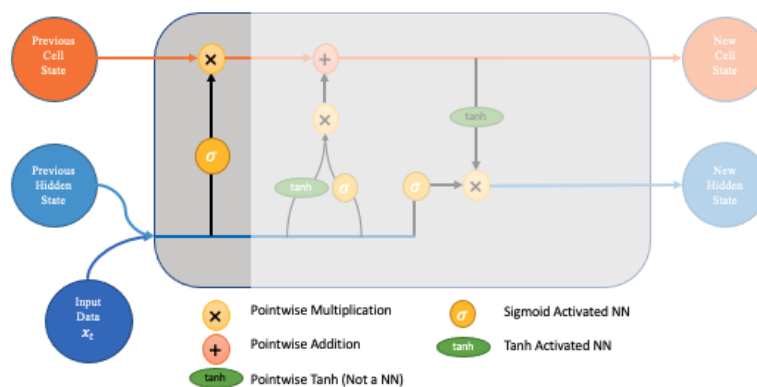 Previous
Cell
State
New
Cell
State
×
+
tanh
×
σ
Previous
Hidden
State
tanh
σ
σ
×
New
Hidden
State
Input
Data
xₜ
× Pointwise Multiplication
σ Sigmoid Activated NN
+ Pointwise Addition
tanh Tanh Activated NN
tanh Pointwise Tanh (Not a NN)